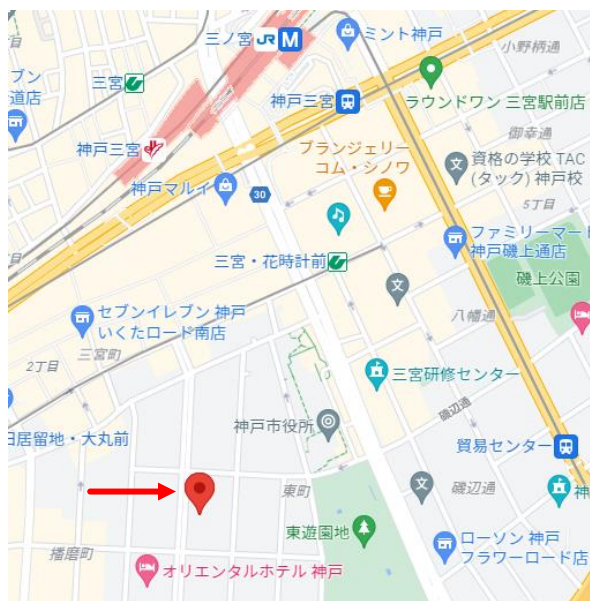 三ノ宮 JR M
ミント神戸
小野柄通
ブン
道店
三宮
神戸三宮
ラウンドワン 三宮駅前店
御幸通
神戸三宮
ブランジェリー
コム・シノワ
資格の学校 TAC
(タック) 神戸校
神戸マルイ
30
5丁目
ファミリーマート
神戸磯上通店
三宮・花時計前
磯上公園
セブンイレブン 神戸
いくたロード南店
八幡通
三宮町
2丁目
三宮研修センター
神戸市役所
磯辺通
旧居留地・大丸前
貿易センター
東町
磯辺通
神
東遊園地
播磨町
ローソン 神戸
フラワーロード店
オリエンタルホテル 神戸